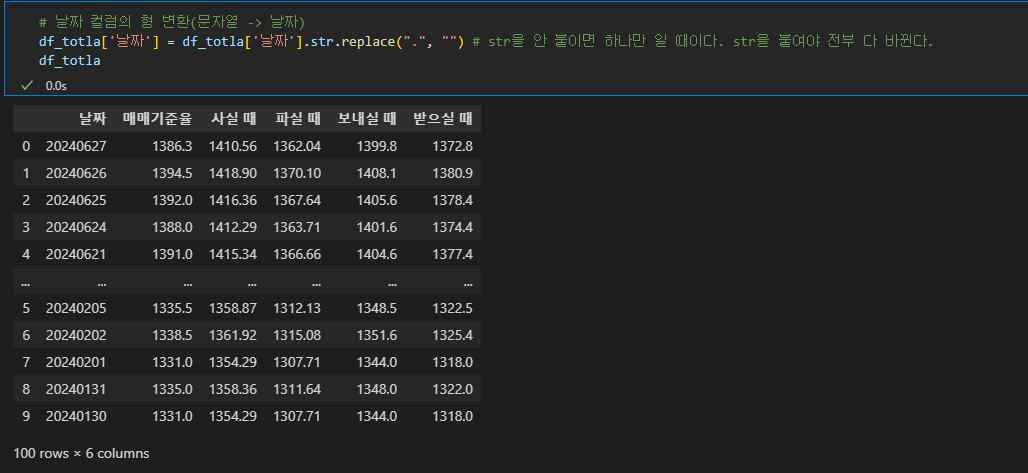 # 날짜 컬럼의 형 변환(문자열 -> 날짜)
df_totla['날짜'] = df_totla['날짜'].str.replace(".", "") # str을 안 붙이면 하나만 일 때이다. str을 붙여야 전부 다 바뀐다.
df_totla
0.0s
날짜 매매기준율 사실 때 파실 때 보내실 때 받으실 때
0 20240627 1386.3 1410.56 1362.04 1399.8 1372.8
1 20240626 1394.5 1418.90 1370.10 1408.1 1380.9
2 20240625 1392.0 1416.36 1367.64 1405.6 1378.4
3 20240624 1388.0 1412.29 1363.71 1401.6 1374.4
4 20240621 1391.0 1415.34 1366.66 1404.6 1377.4
... ... ... ... ... ... ...
5 20240205 1335.5 1358.87 1312.13 1348.5 1322.5
6 20240202 1338.5 1361.92 1315.08 1351.6 1325.4
7 20240201 1331.0 1354.29 1307.71 1344.0 1318.0
8 20240131 1335.0 1358.36 1311.64 1348.0 1322.0
9 20240130 1331.0 1354.29 1307.71 1344.0 1318.0
100 rows × 6 columns